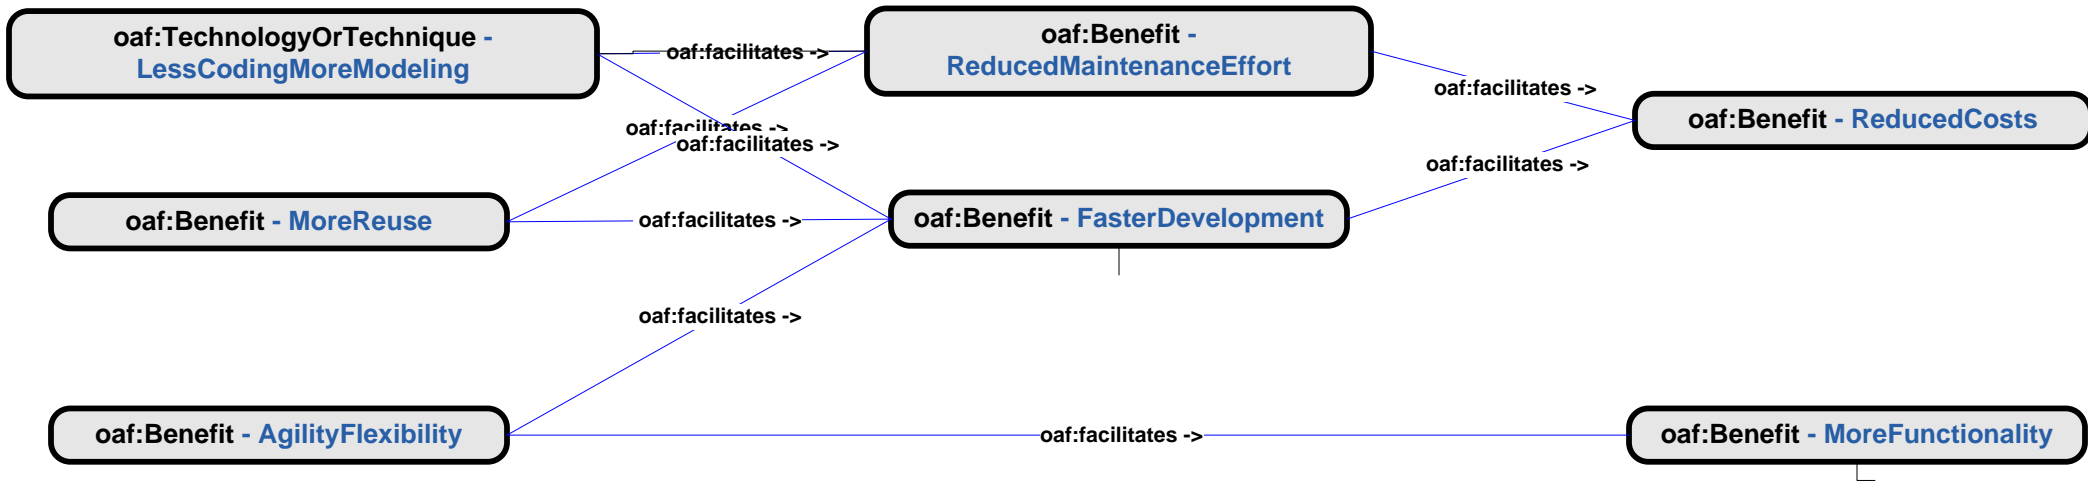 oaf:TechnologyOrTechnique -
LessCodingMoreModeling
oaf:facilitates ->
oaf:Benefit -
ReducedMaintenanceEffort
oaf:facilitates ->
oaf:Benefit - ReducedCosts
oaf:facilitates ->
oaf:facilitates ->
oaf:facilitates ->
oaf:Benefit - MoreReuse
oaf:facilitates ->
oaf:Benefit - FasterDevelopment
oaf:facilitates ->
oaf:Benefit - AgilityFlexibility
oaf:facilitates ->
oaf:Benefit - MoreFunctionality